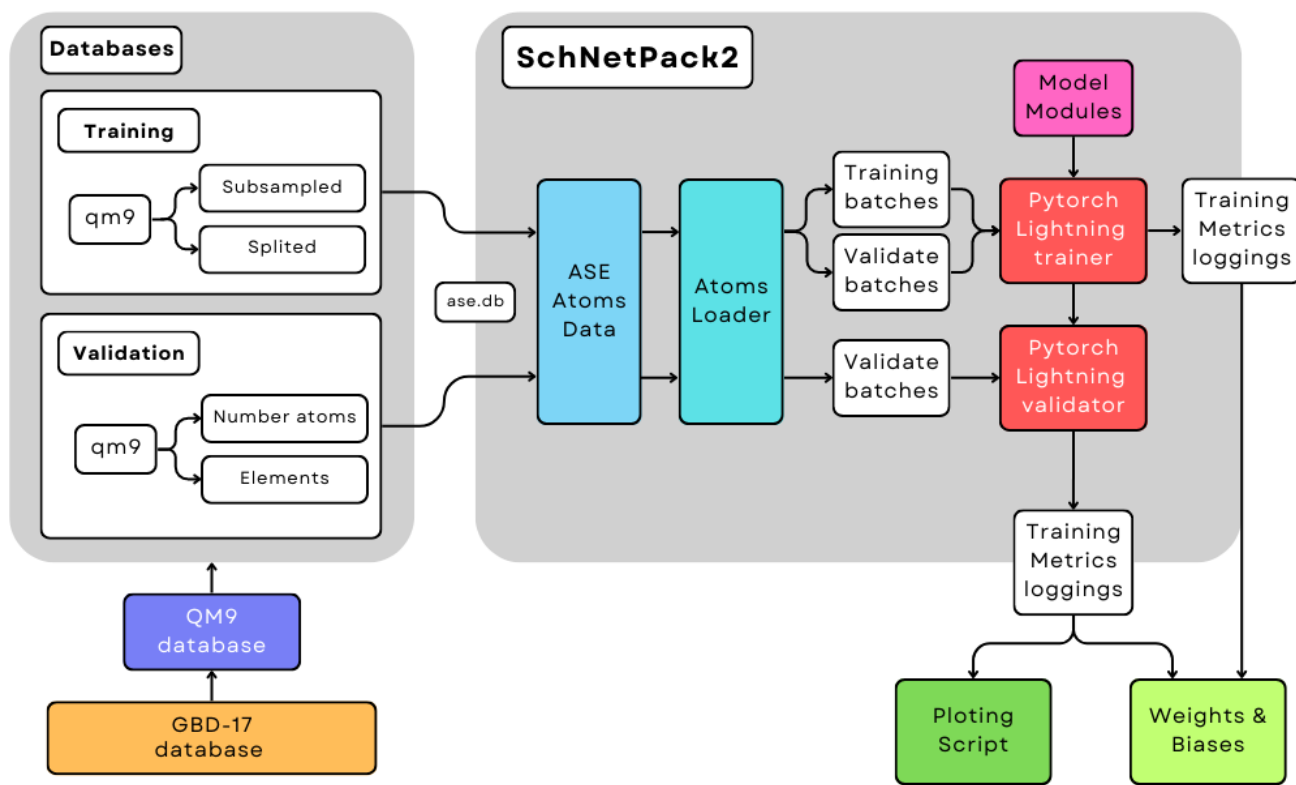 Databases
Training
qm9
Subsampled
Splited
Validation
qm9
Number atoms
Elements
QM9
database
GBD-17
database
ase.db
SchNetPack2
ASE
Atoms
Data
Atoms
Loader
Training
batches
Validate
batches
Validate
batches
Model
Modules
Pytorch
Lightning
trainer
Pytorch
Lightning
validator
Training
Metrics
loggings
Training
Metrics
loggings
Ploting
Script
Weights &
Biases